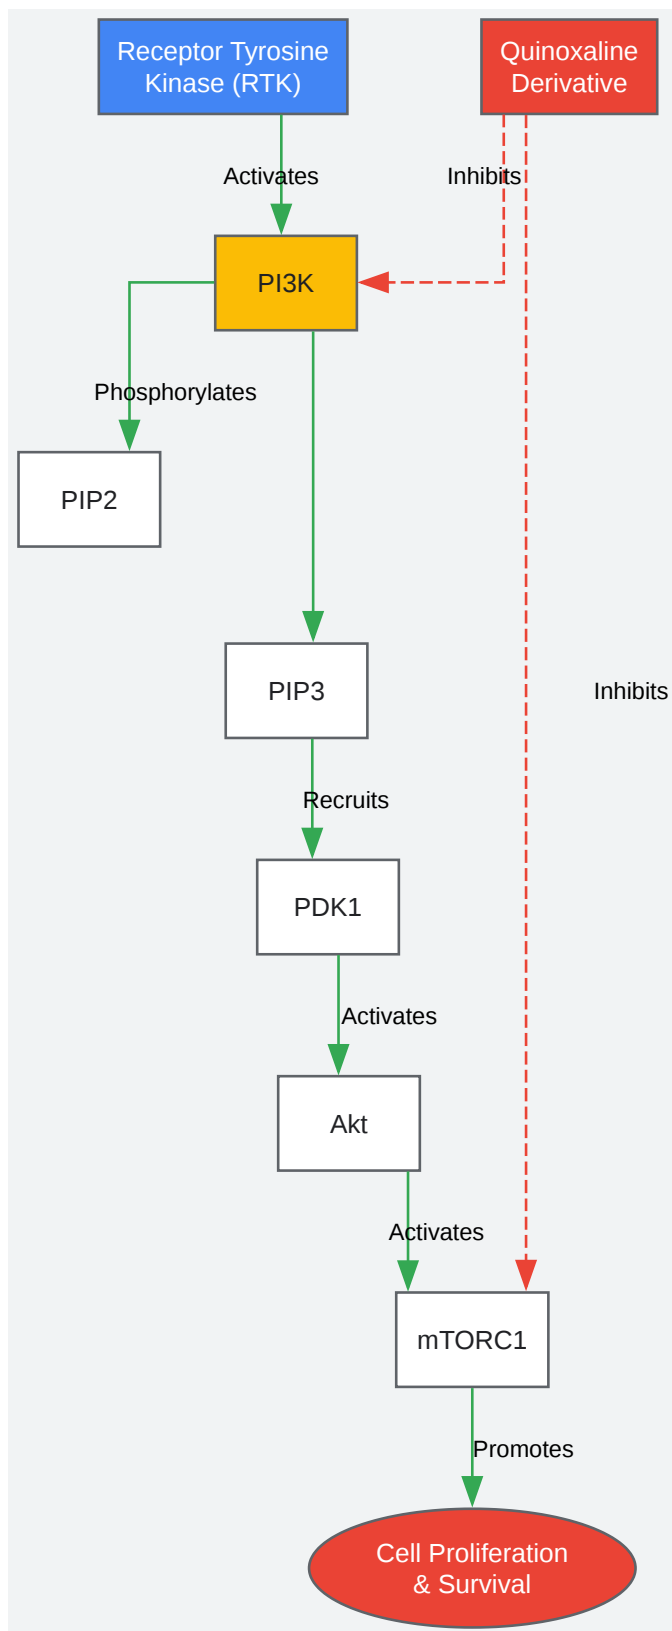 Receptor Tyrosine
Kinase (RTK)
Quinoxaline
Derivative
Activates
Inhibits
PI3K
Phosphorylates
PIP2
PIP3
Inhibits
Recruits
PDK1
Activates
Akt
Activates
mTORC1
Promotes
Cell Proliferation
& Survival